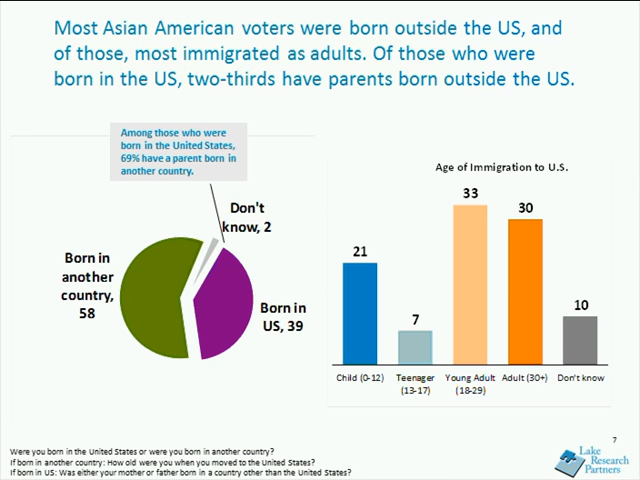 Most Asian American voters were born outside the US, and
of those, most immigrated as adults. Of those who were
born in the US, two-thirds have parents born outside the US.
Among those who were
born in the United States,
69% have a parent born in
another country.
Don't
know, 2
Born in
another
country,
58
Born in
US, 39
Age of Immigration to U.S.
21
7
33
30
10
Child (0-12)
Teenager
(13-17)
Young Adult
(18-29)
Adult (30+)
Don't know
Were you born in the United States or were you born in another country?
If born in another country: How old were you when you moved to the United States?
If born in US: Was either your mother or father born in a country other than the United States?
7
Lake
Research
Partners